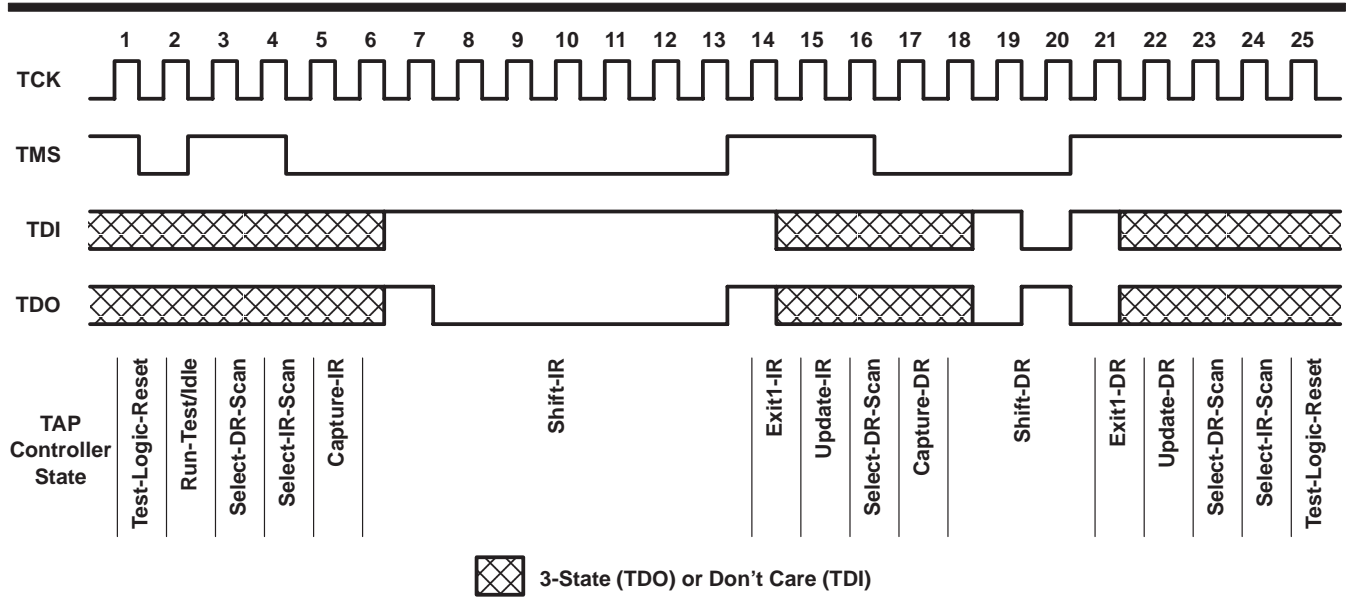 1 2 3 4 5 6 7 8 9 10 11 12 13 14 15 16 17 18 19 20 21 22 23 24 25
TCK
TMS
TDI
TDO
TAP
Controller
State
Test-Logic-Reset
Run-Test/Idle
Select-DR-Scan
Select-IR-Scan
Capture-IR
Shift-IR
Exit1-IR
Update-IR
Select-DR-Scan
Capture-DR
Shift-DR
Exit1-DR
Update-DR
Select-DR-Scan
Select-IR-Scan
Test-Logic-Reset
3-State (TDO) or Don't Care (TDI)